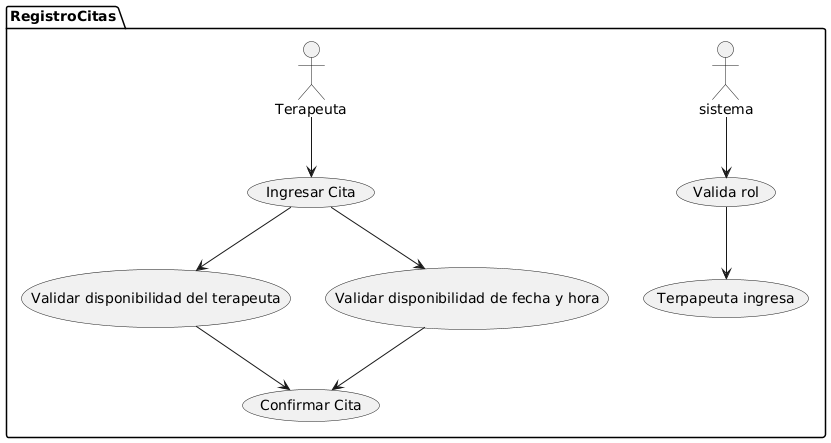 RegistroCitas
Terapeuta
sistema
Ingresar Cita
Valida rol
Validar disponibilidad del terapeuta
Validar disponibilidad de fecha y hora
Terpapeuta ingresa
Confirmar Cita